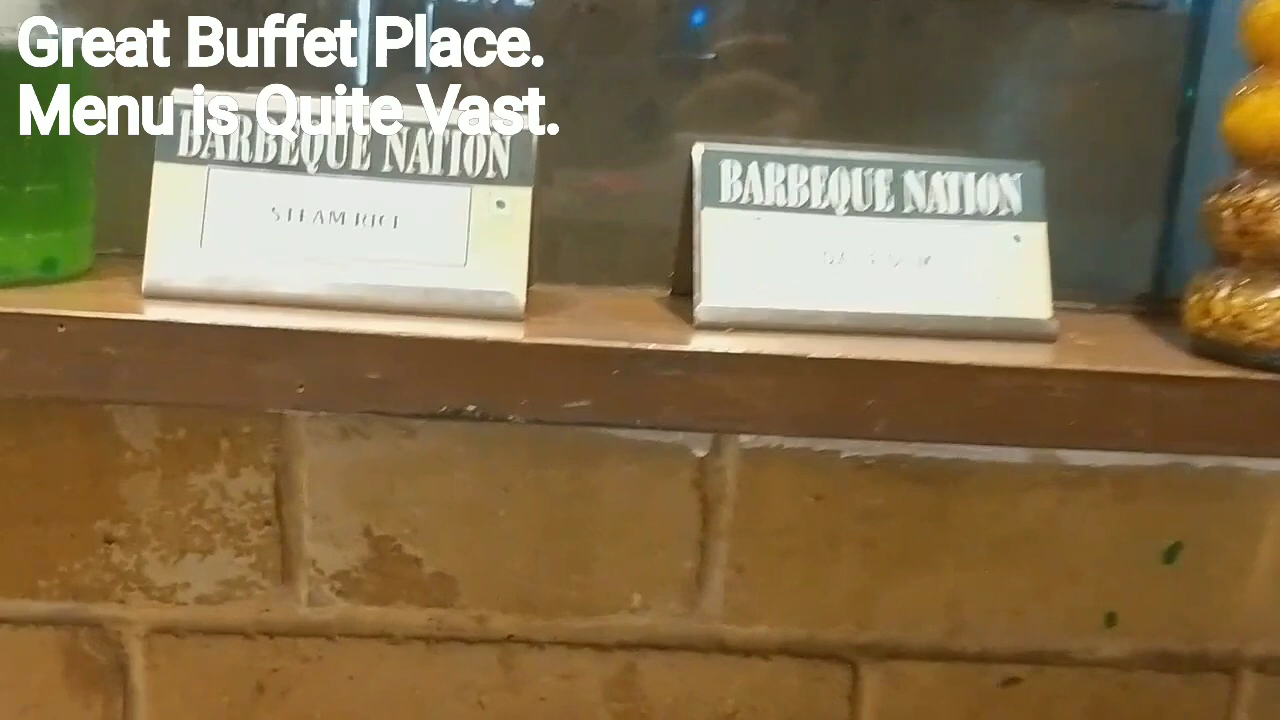 Great Buffet Place.
Menu is Quite Vast.
BARBEQUE NATION
STEAM RICE
BARBEQUE NATION